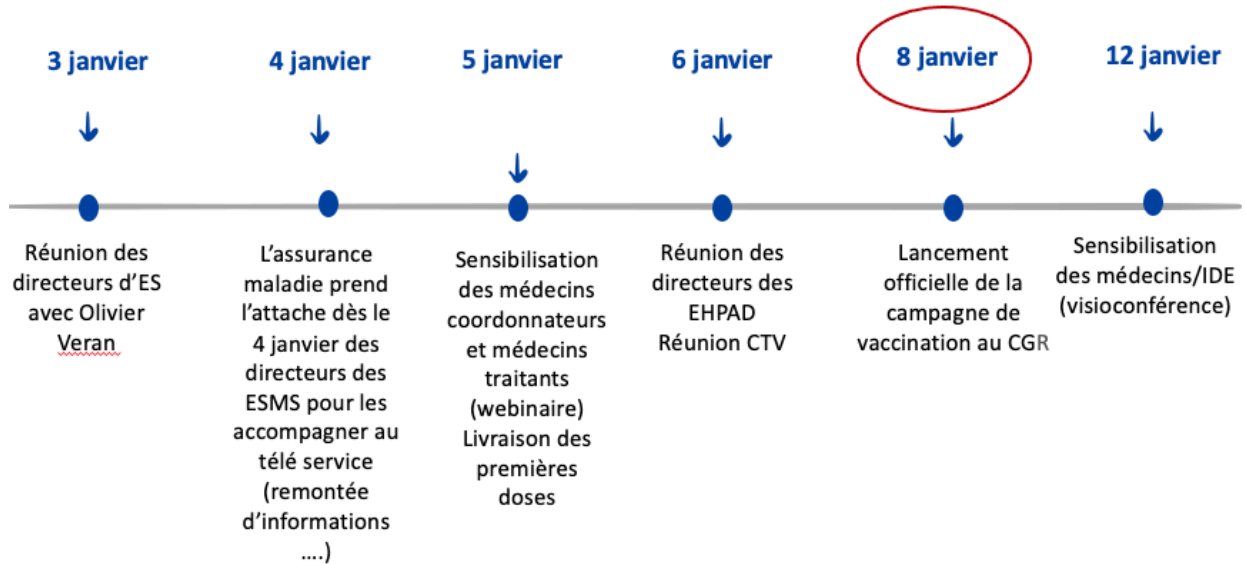 3 janvier
4 janvier
5 janvier
6 janvier
8 janvier
12 janvier
Réunion des
directeurs d’ES
avec Olivier
Veran
L’assurance
maladie prend
l’attache dès le
4 janvier des
directeurs des
ESMS pour les
accompagner au
télé service
(remontée
d’informations
….)
Sensibilisation
des médecins
coordonnateurs
et médecins
traitants
(webinaire)
Livraison des
premières
doses
Réunion des
directeurs des
EHPAD
Réunion CTV
Lancement
officielle de la
campagne de
vaccination au CGR
Sensibilisation
des médecins/IDE
(visioconférence)